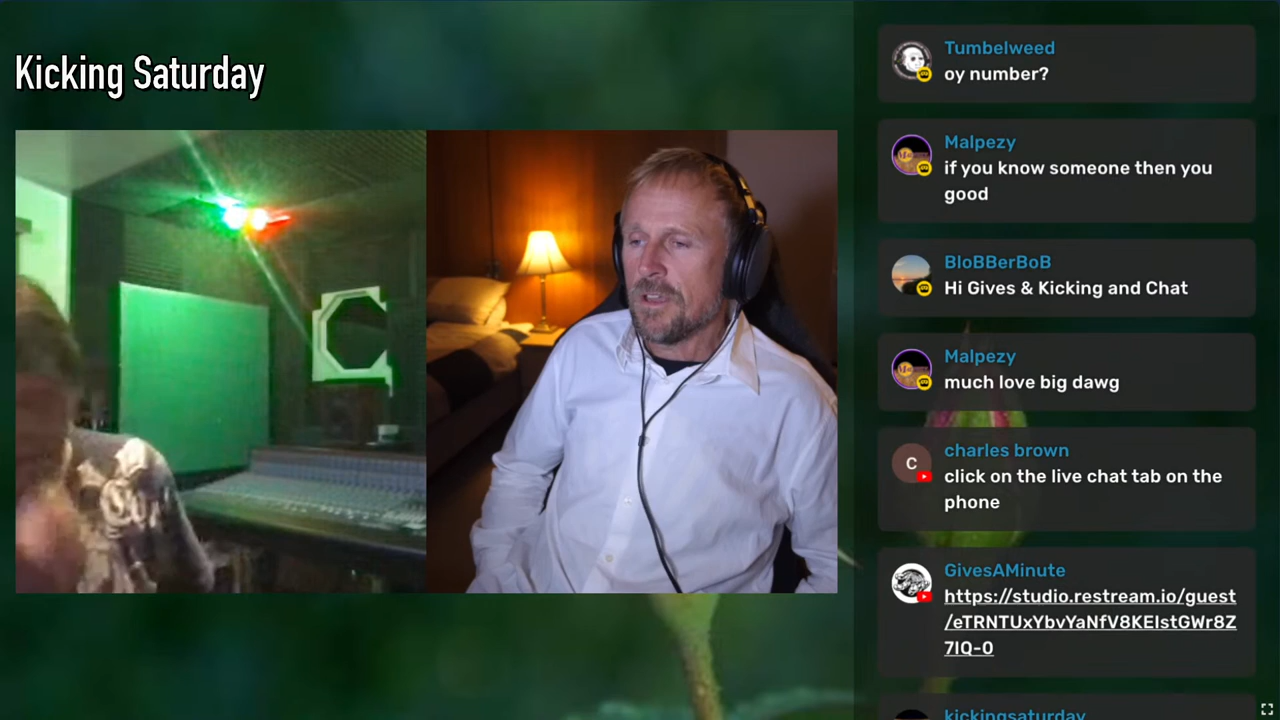 Kicking Saturday
Tumbelweed
oy number?
Malpezy
if you know someone then you
good
BloBBerBoB
Hi Gives & Kicking and Chat
Malpezy
much love big dawg
charles brown
C
click on the live chat tab on the
phone
GivesAMinute
https://studio.restream.io/guest
/eTRNTUxYbvYaNfV8KEIstGWr8Z
7IQ-0
kickingsaturday